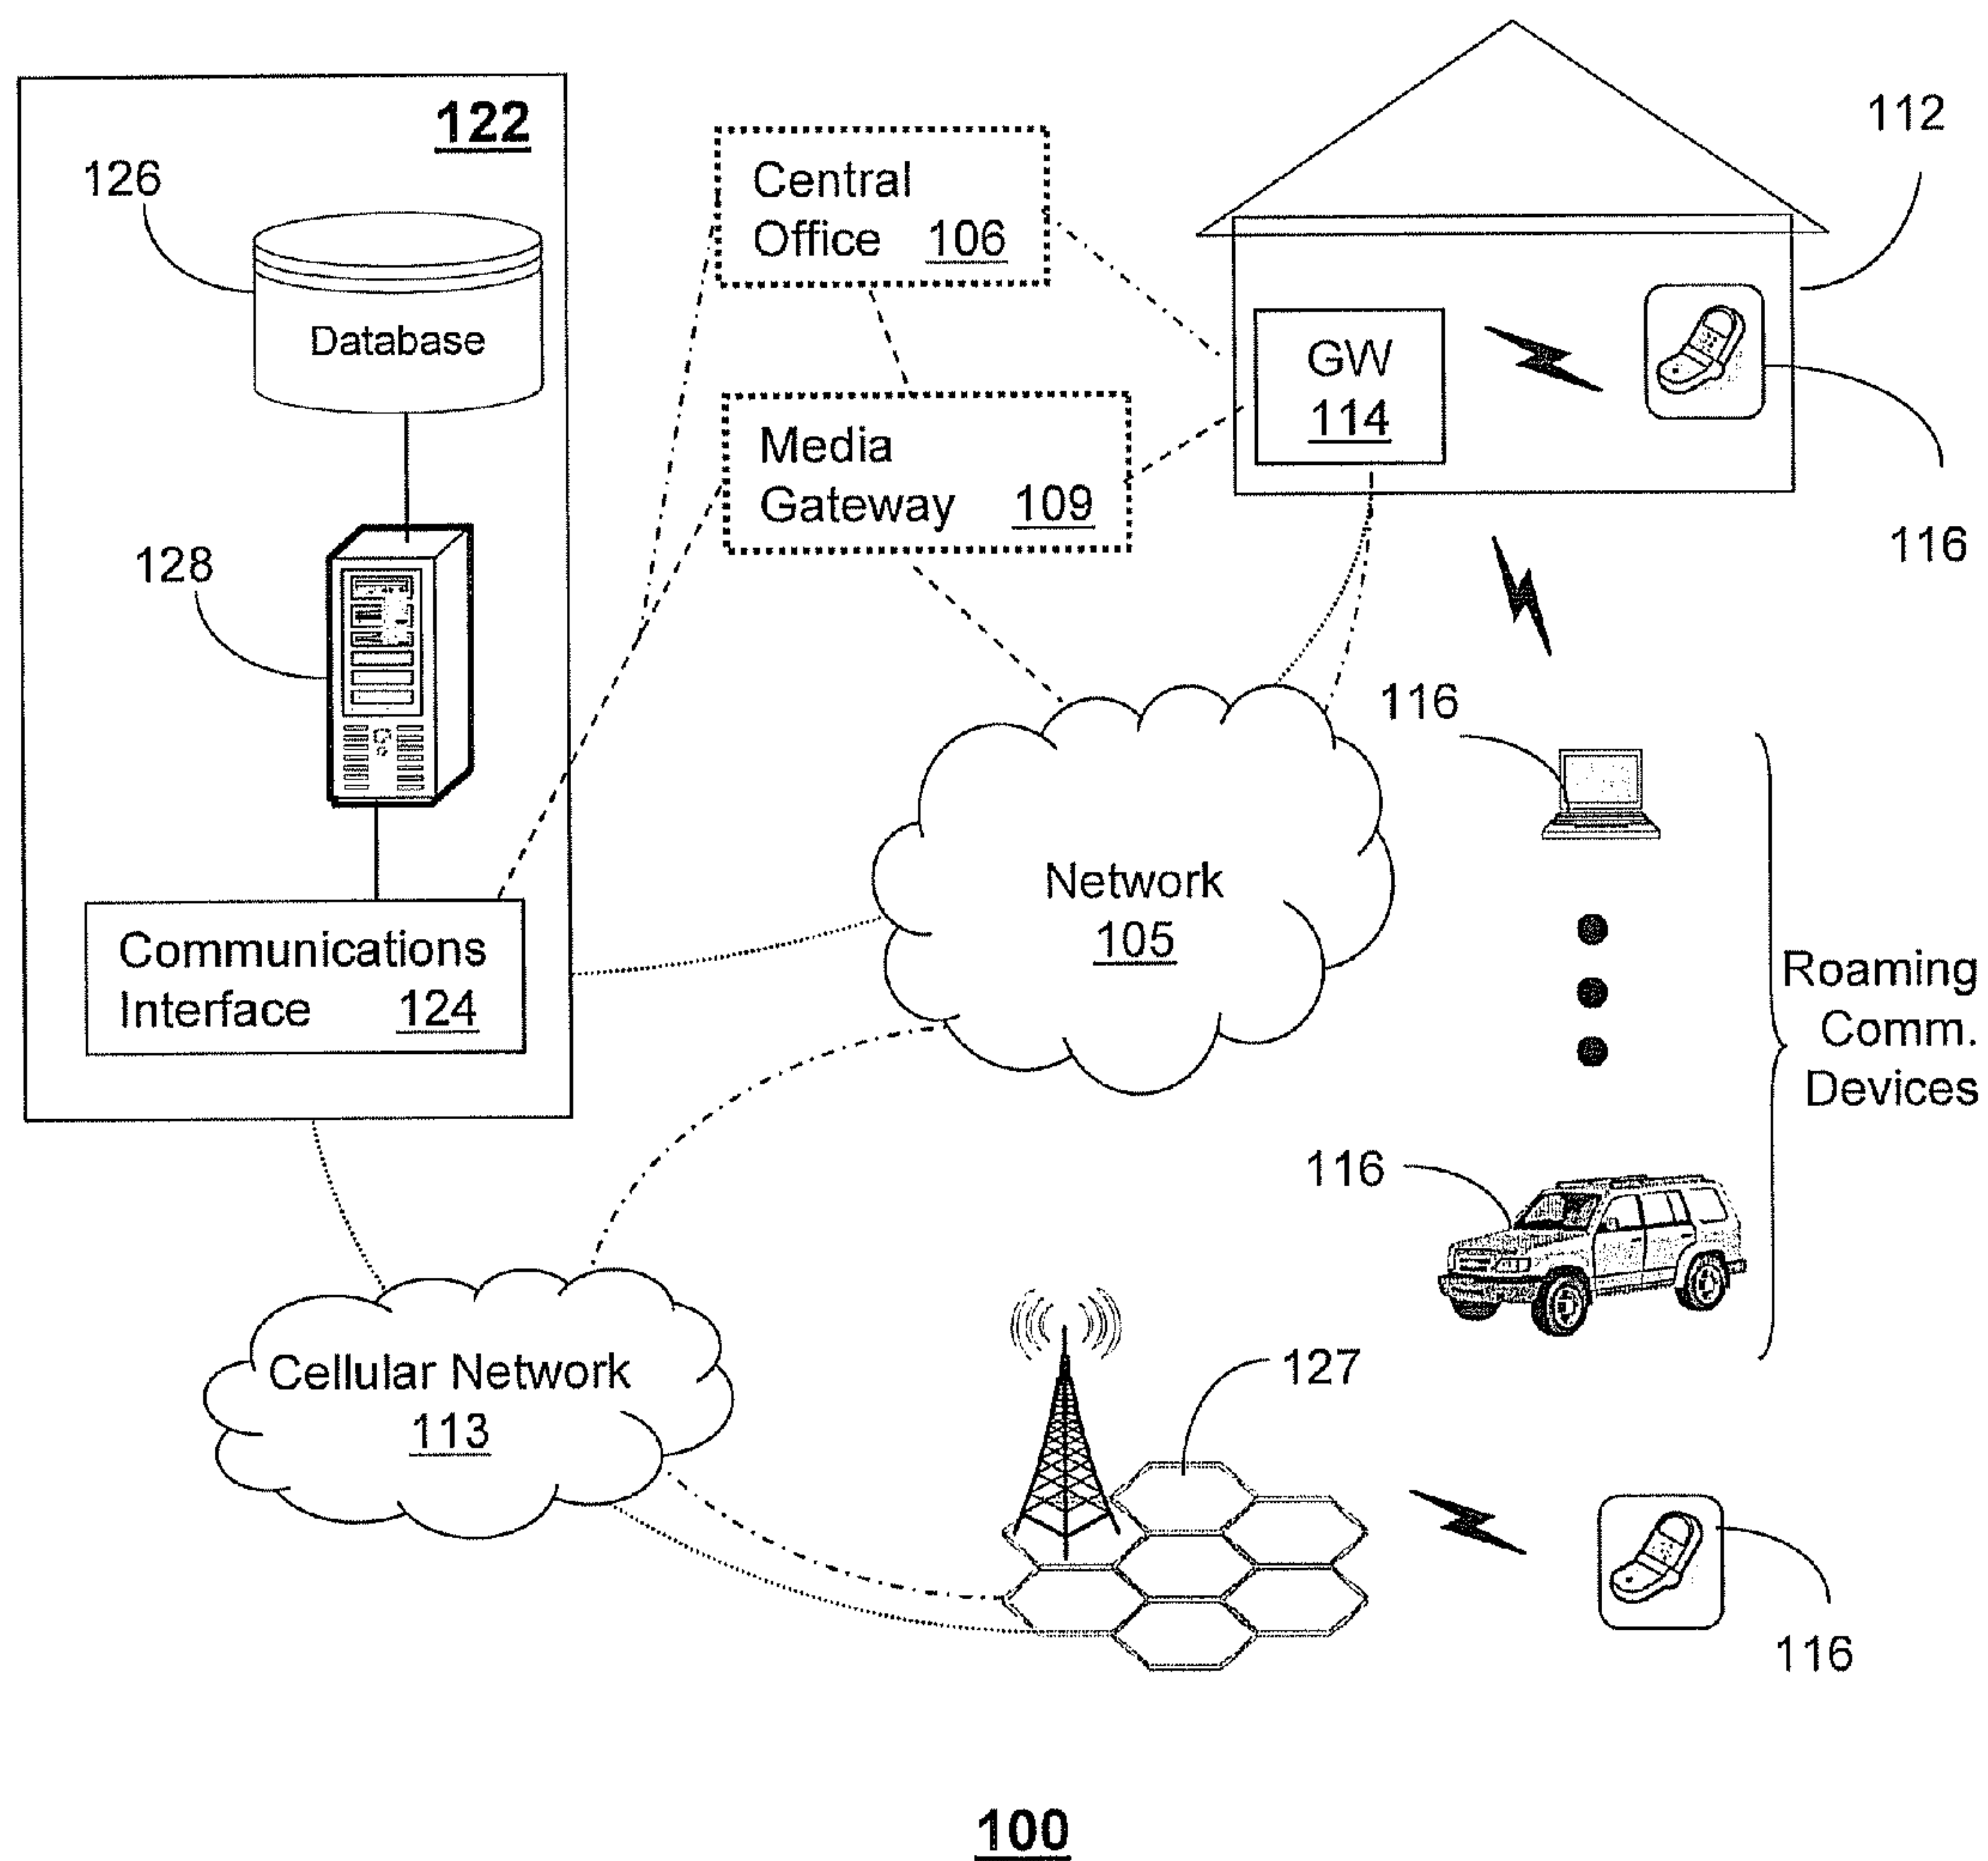 122
126
Database
128
Communications
Interface 124
Central
Office 106
Media
Gateway 109
112
GW
114
116
Network
105
116
Roaming
Comm.
Devices
116
Cellular Network
113
127
116
100